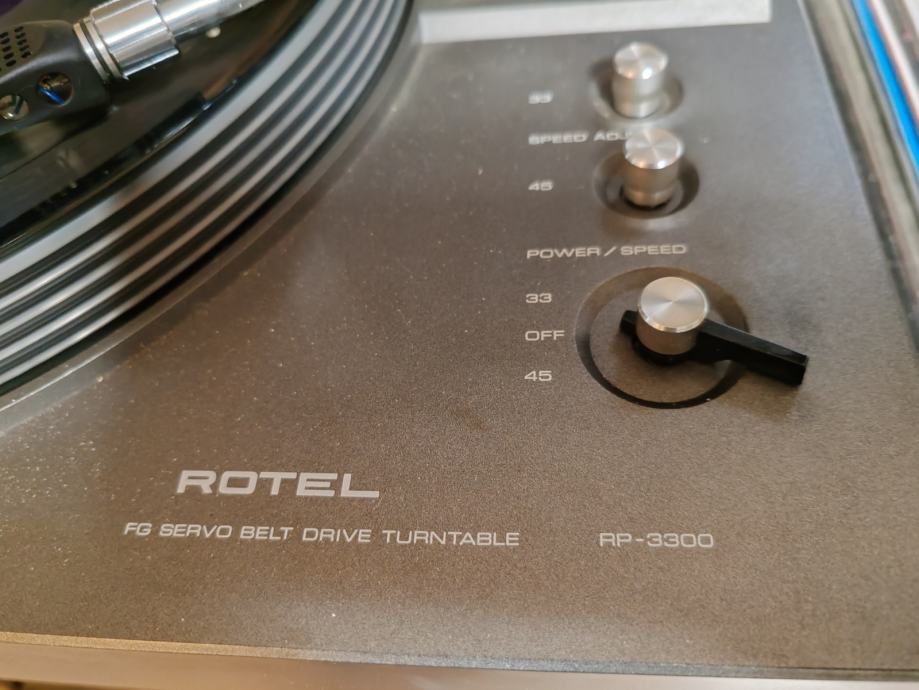 33
SPEED ADJ
45
POWER / SPEED
33
OFF
45
ROTEL
FG SERVO BELT DRIVE TURNTABLE
RP-3300